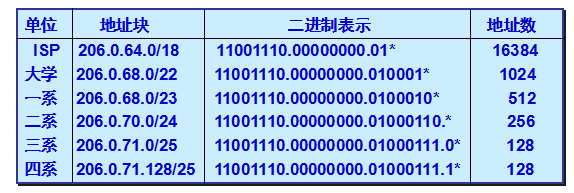 单位 地址块 二进制表示 地址数
ISP 206.0.64.0/18 11001110.00000000.01* 16384
大学 206.0.68.0/22 11001110.00000000.010001* 1024
一系 206.0.68.0/23 11001110.00000000.0100010* 512
二系 206.0.70.0/24 11001110.00000000.01000110.* 256
三系 206.0.71.0/25 11001110.00000000.01000111.0* 128
四系 206.0.71.128/25 11001110.00000000.01000111.1* 128